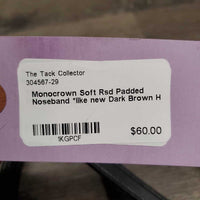 The Tack Collector
304567-29
Monocrown Soft Rsd Padded
Noseband *like new Dark Brown H
$60.00
1KGPCF